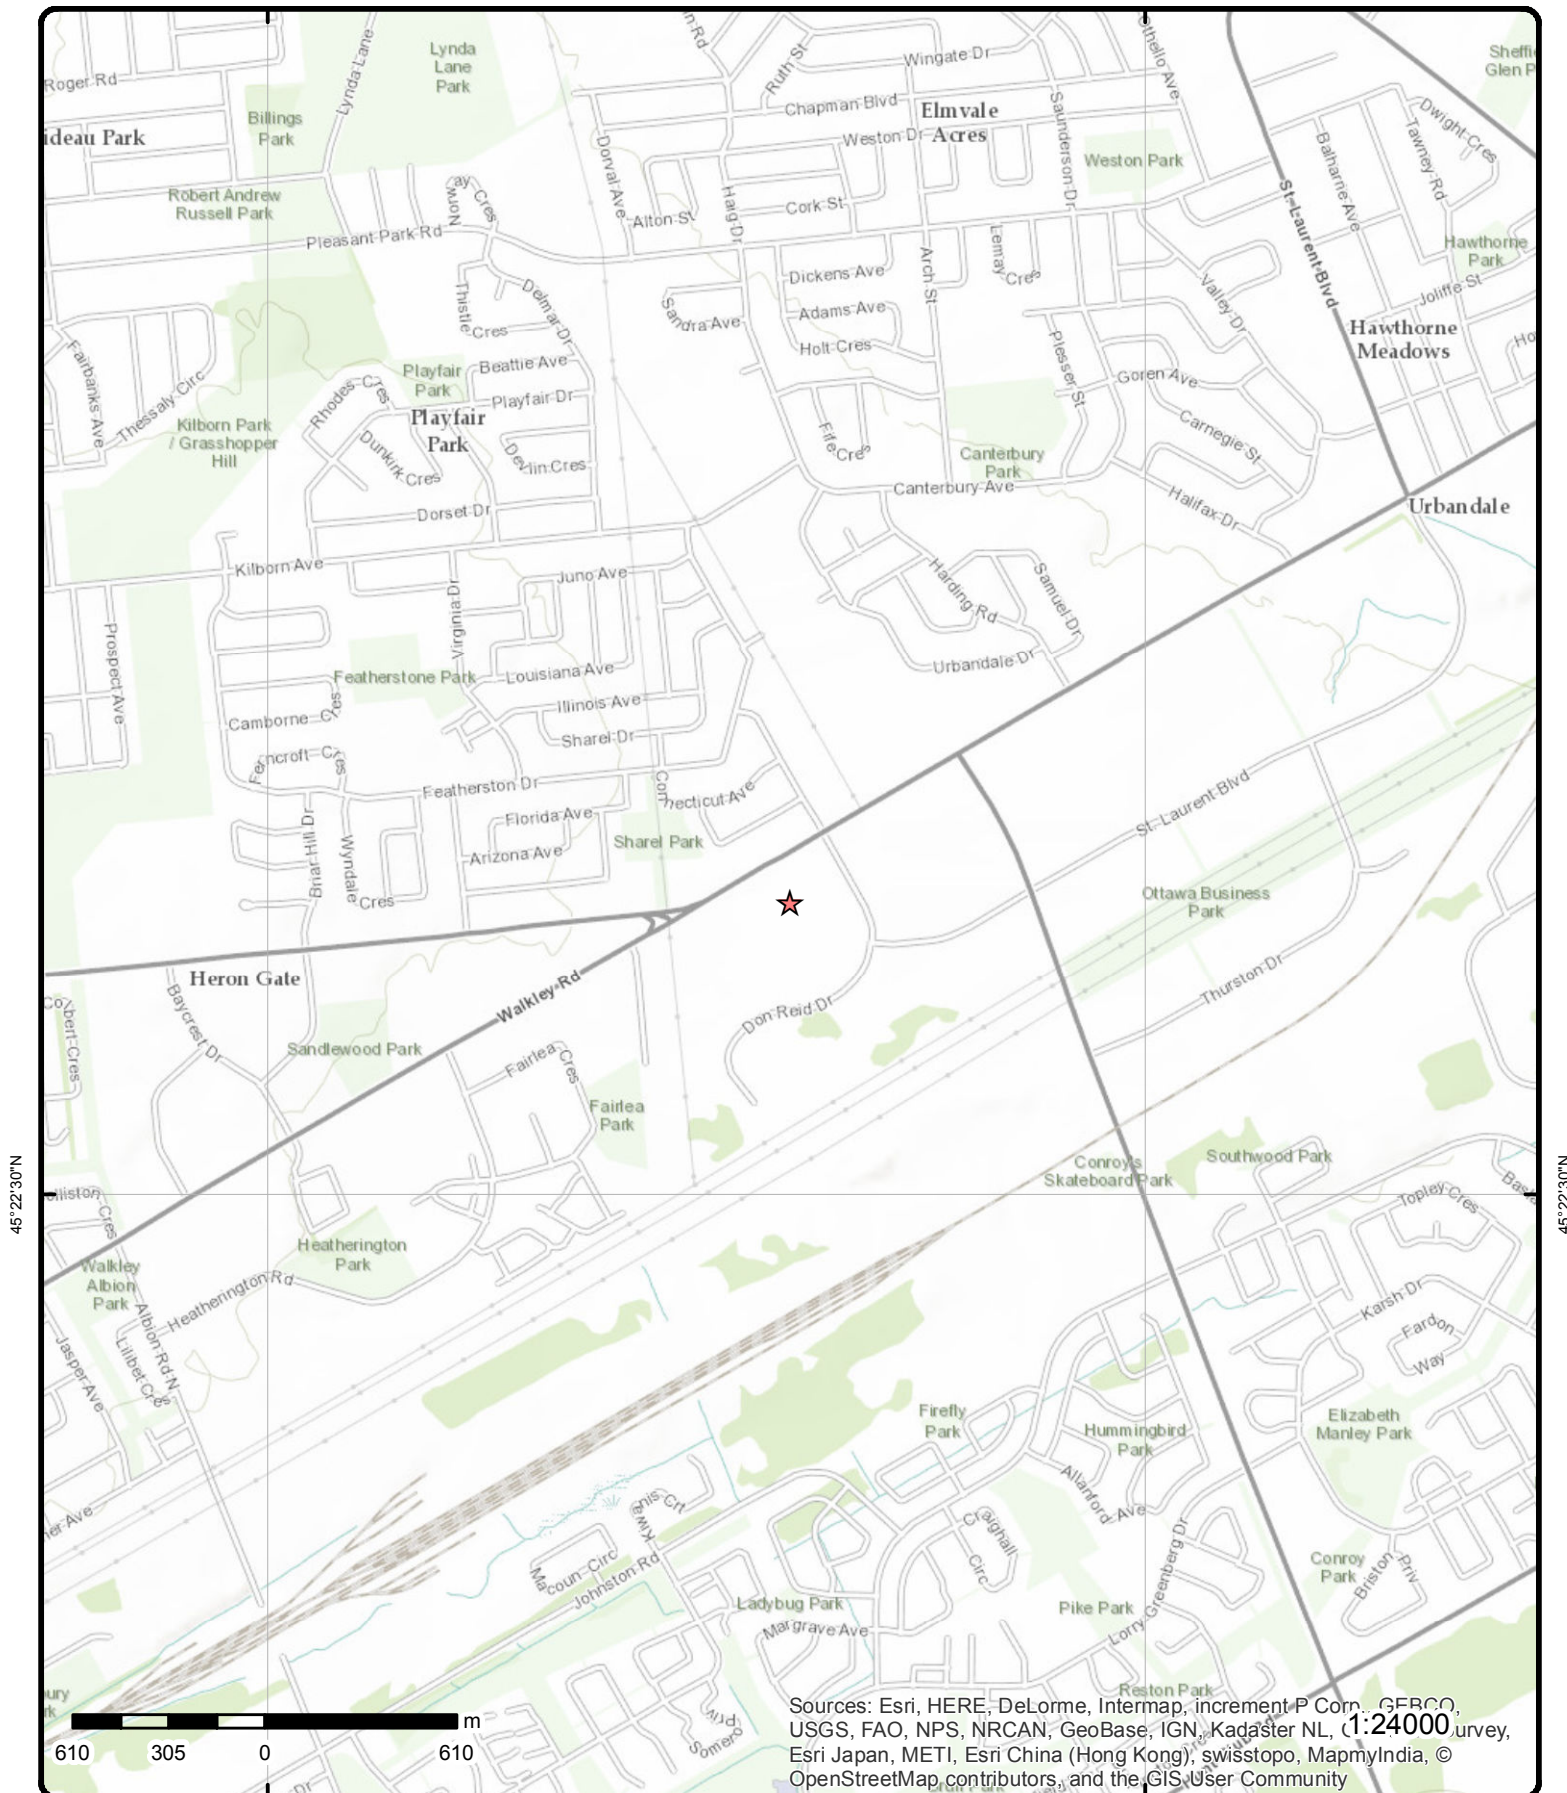 Lynda
Lane
Park
Lynda Lane
Ruth St
Wingate Dr
Othello Ave
Roger Rd
Billings
Park
Chapman Blvd
Elmvale
Acres
Weston Dr
Saunderson Dr
Weston Park
Balharrie Ave
Tawney Rd
Dwight Cres
Robert Andrew
Russell Park
Dorval Ave
Alton St
Haig Dr
Cork St
Pleasant Park Rd
St-Laurent-Blvd
Hawthorne
Park
Joliffe St
Thistle
Cres
Delmar Dr
Sandra Ave
Dickens Ave
Adams Ave
Holt Cres
Arch St
Lemay
Cres
Valley Dr
Hawthorne
Meadows
Fairbanks Ave
Thessaly Circ
Playfair
Park
Beattie Ave
Playfair Dr
Rhodes Cres
Playfair
Park
Kilborn Park
/ Grasshopper
Hill
Dunkirk Cres
Devlin Cres
Dorset Dr
Fife Cres
Plesser St
Goren Ave
Carnegie St
Canterbury
Park
Canterbury Ave
Halifax Dr
Urbandale
Kilborn Ave
Juno Ave
Virginia Dr
Harding Rd
Samuel Dr
Urbandale Dr
Prospect Ave
Featherstone Park
Louisiana Ave
Illinois Ave
Sharel Dr
Camborne Cres
Ferncroft Cres
Featherston Dr
Connecticut Ave
Florida Ave
Sharel Park
Briar Hill Dr
Wyndale
Cres
Arizona Ave
St. Laurent Blvd
Ottawa Business
Park
Heron Gate
Walkley Rd
Baycrest Dr
Don Reid Dr
Thurston Dr
Sandlewood Park
Fairlea Cres
Fairlea
Park
45°22'30"N
45°22'30"N
Conroy's
Skateboard Park
Southwood Park
Topley Cres
Heatherington
Park
Heatherington Rd
Walkley
Albion
Park
Albion Rd N
Lilibet Cres
Jasper Ave
Karsh Dr
Fardon
Way
Firefly
Park
Hummingbird
Park
Elizabeth
Manley Park
Allanford
Ave
Craighall
Circ
Macoun Circ
Johnston Rd
Lorry Greenberg Dr
Conroy
Park
Briston
Priv
Ladybug Park
Margrave Ave
Pike Park
Reston Park
Somero
Priv
610 305 0 610 m
1:24000
Sources: Esri, HERE, DeLorme, Intermap, increment P Corp., GEBCO,
USGS, FAO, NPS, NRCAN, GeoBase, IGN, Kadaster NL,
Esri Japan, METI, Esri China (Hong Kong), swisstopo, MapmyIndia, ©
OpenStreetMap contributors, and the GIS User Community